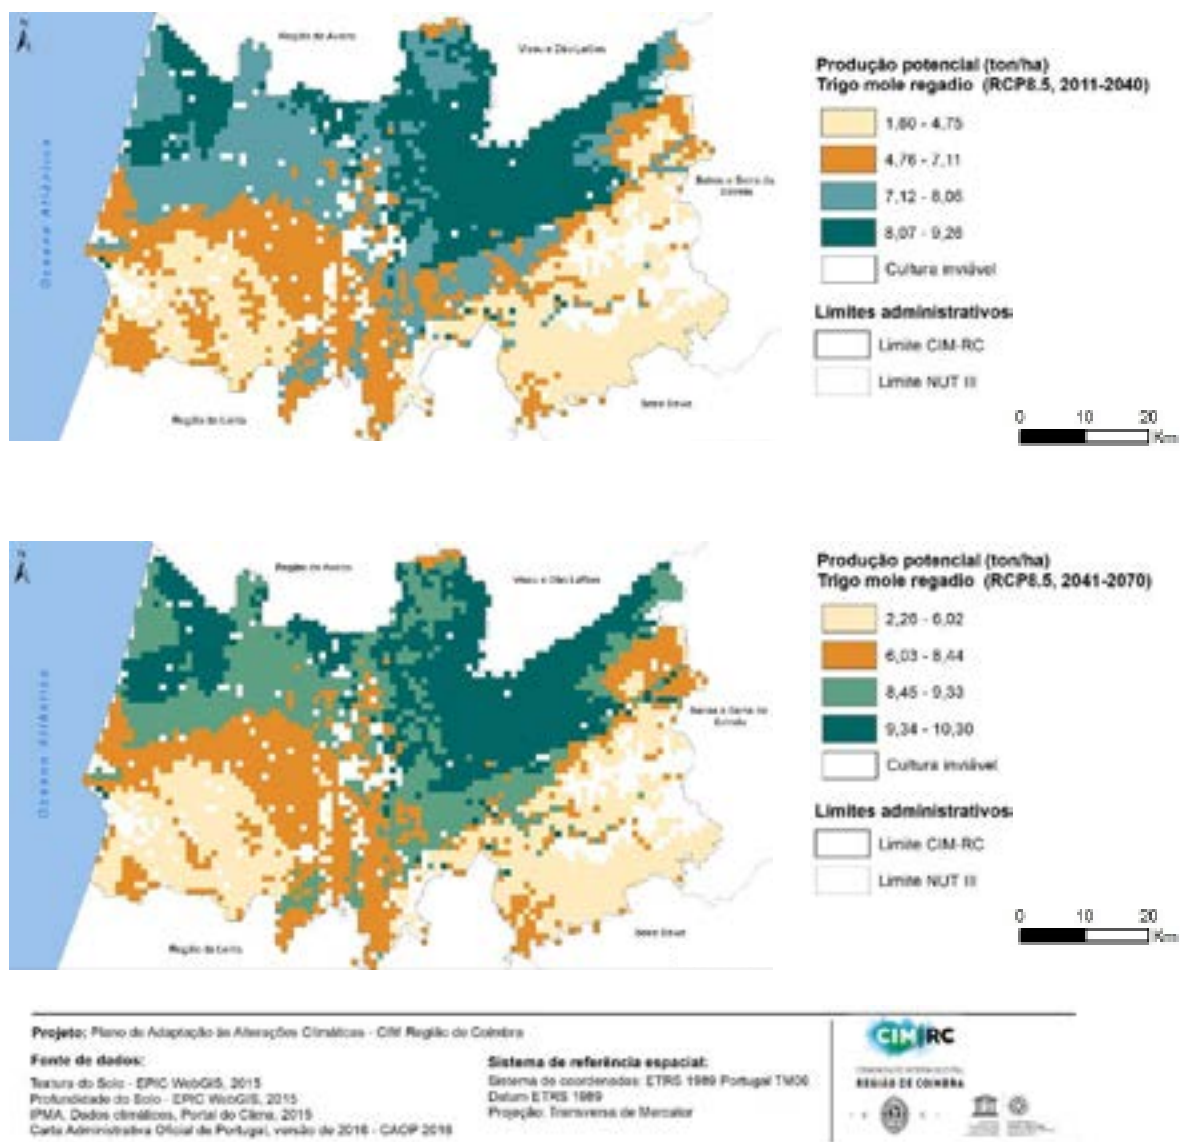 N
Região de Aveiro
Viseu e Dão Lafões
Oceano Atlântico
Beiras e Serra da
Estrela
Região de Leiria
Produção potencial (ton/ha)
Trigo mole regadio (RCP8.5, 2011-2040)
1,80 - 4,75
4,76 - 7,11
7,12 - 8,06
8,07 - 9,26
Cultura inviável
Limites administrativos:
Limite CIM-RC
Limite NUT III
0 10 20
Km
N
Região de Aveiro
Viseu e Dão Lafões
Oceano Atlântico
Beiras e Serra da
Estrela
Região de Leiria
Produção potencial (ton/ha)
Trigo mole regadio (RCP8.5, 2041-2070)
2,26 - 6,02
6,03 - 8,44
8,45 - 9,33
9,34 - 10,30
Cultura inviável
Limites administrativos:
Limite CIM-RC
Limite NUT III
0 10 20
Km
Projeto: Plano de Adaptação às Alterações Climáticas - CIM Região de Coimbra
Fonte de dados:
Textura do Solo - EPIC WebGIS, 2015
Profundidade do Solo - EPIC WebGIS, 2015
IPMA. Dados climáticos, Portal do Clima, 2015
Carta Administrativa Oficial de Portugal, versão de 2016 - CAOP 2016
Sistema de referência espacial:
Sistema de coordenadas: ETRS 1989 Portugal TM06
Datum ETRS 1989
Projeção: Transversa de Mercator
CIM RC
REGIÃO DE COIMBRA